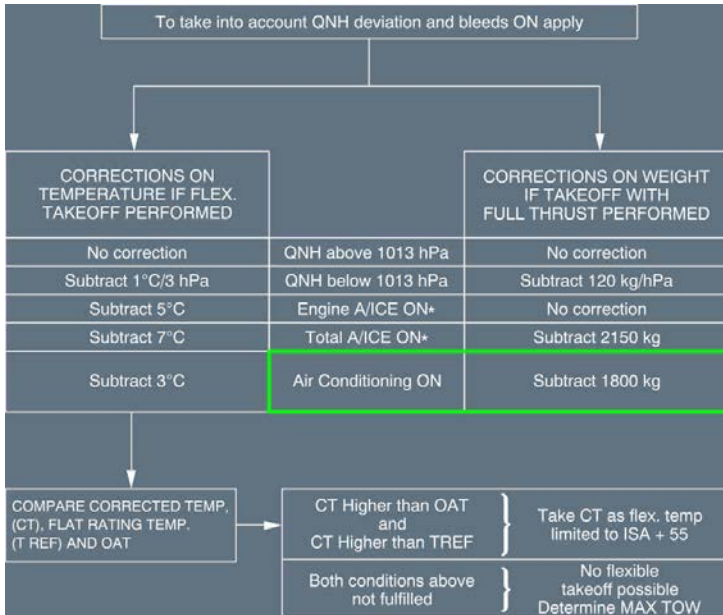 To take into account QNH deviation and bleeds ON apply
CORRECTIONS ON
TEMPERATURE IF FLEX.
TAKEOFF PERFORMED
CORRECTIONS ON WEIGHT
IF TAKEOFF WITH
FULL THRUST PERFORMED
No correction
QNH above 1013 hPa
No correction
Subtract 1°C/3 hPa
QNH below 1013 hPa
Subtract 120 kg/hPa
Subtract 5°C
Engine A/ICE ON*
No correction
Subtract 7°C
Total A/ICE ON*
Subtract 2150 kg
Subtract 3°C
Air Conditioning ON
Subtract 1800 kg
COMPARE CORRECTED TEMP,
(CT), FLAT RATING TEMP.
(T REF) AND OAT
CT Higher than OAT
and
CT Higher than TREF
Take CT as flex. temp
limited to ISA + 55
Both conditions above
not fulfilled
No flexible
takeoff possible
Determine MAX TOW